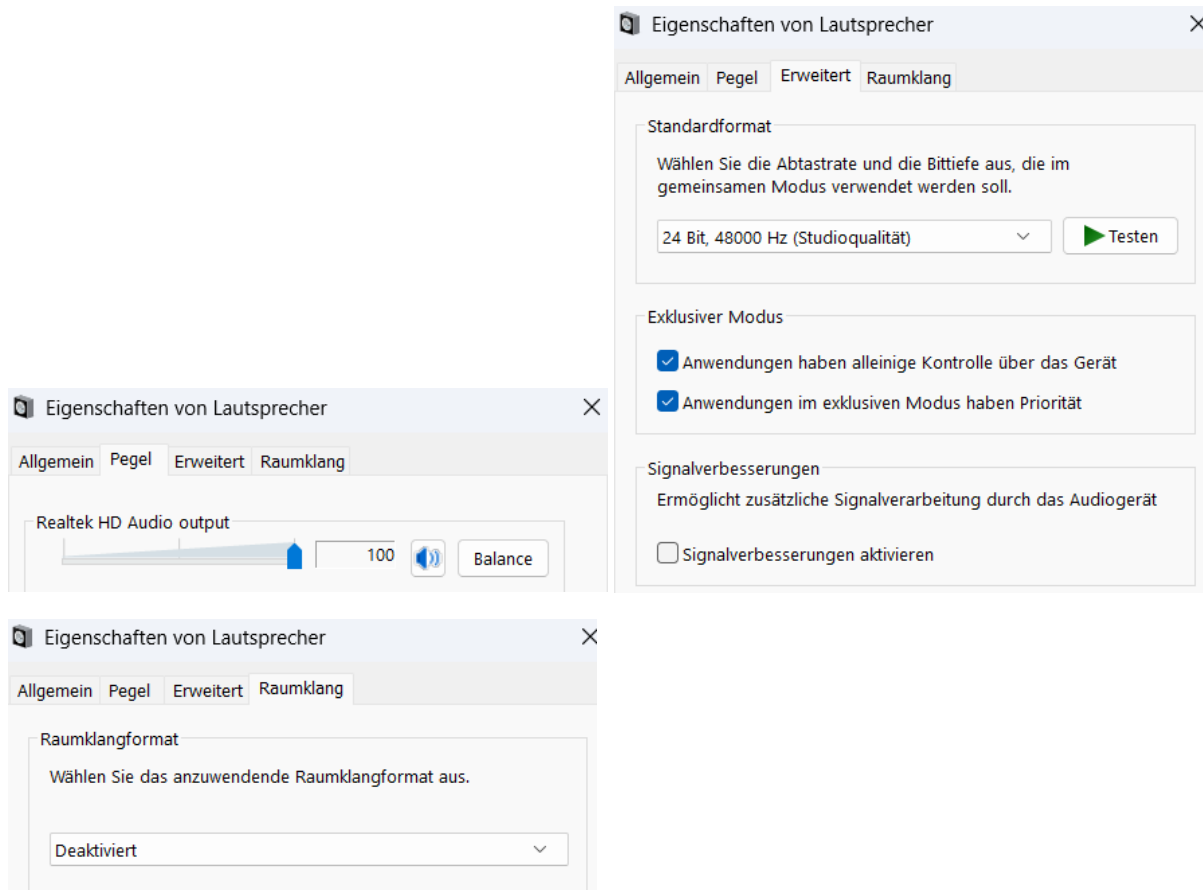 Eigenschaften von Lautsprecher
Allgemein Pegel Erweitert Raumklang
Standardformat
Wählen Sie die Abtastrate und die Bittiefe aus, die im
gemeinsamen Modus verwendet werden soll.
24 Bit, 48000 Hz (Studioqualität)
Testen
Exklusiver Modus
Anwendungen haben alleinige Kontrolle über das Gerät
Anwendungen im exklusiven Modus haben Priorität
Signalverbesserungen
Ermöglicht zusätzliche Signalverarbeitung durch das Audiogerät
Signalverbesserungen aktivieren
Eigenschaften von Lautsprecher
Allgemein Pegel Erweitert Raumklang
Realtek HD Audio output
100
Balance
Eigenschaften von Lautsprecher
Allgemein Pegel Erweitert Raumklang
Raumklangformat
Wählen Sie das anzuwendende Raumklangformat aus.
Deaktiviert